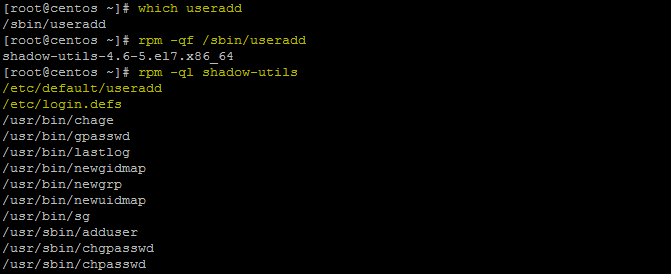 [root@centos ~]# which useradd
/sbin/useradd
[root@centos ~]# rpm -qf /sbin/useradd
shadow-utils-4.6-5.el7.x86_64
[root@centos ~]# rpm -ql shadow-utils
/etc/default/useradd
/etc/login.defs
/usr/bin/chage
/usr/bin/gpasswd
/usr/bin/lastlog
/usr/bin/newgidmap
/usr/bin/newgrp
/usr/bin/newuidmap
/usr/bin/sg
/usr/sbin/adduser
/usr/sbin/chgpasswd
/usr/sbin/chpasswd